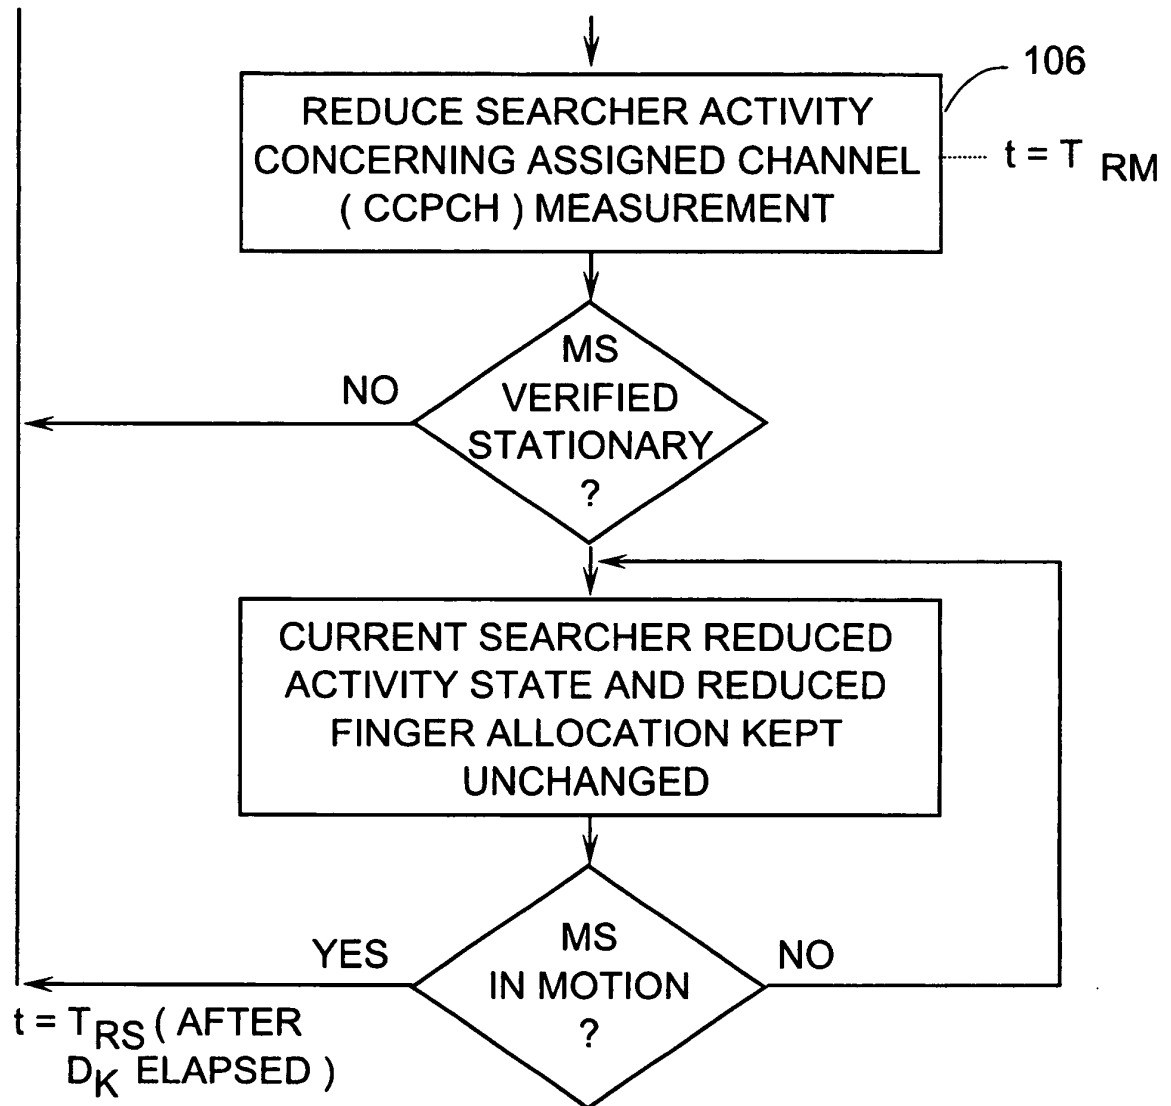 106
REDUCE SEARCHER ACTIVITY
CONCERNING ASSIGNED CHANNEL
( CCPCH ) MEASUREMENT
t = T RM
MS
VERIFIED
STATIONARY
?
NO
CURRENT SEARCHER REDUCED
ACTIVITY STATE AND REDUCED
FINGER ALLOCATION KEPT
UNCHANGED
MS
IN MOTION
?
YES
NO
t = TRS ( AFTER
DK ELAPSED )